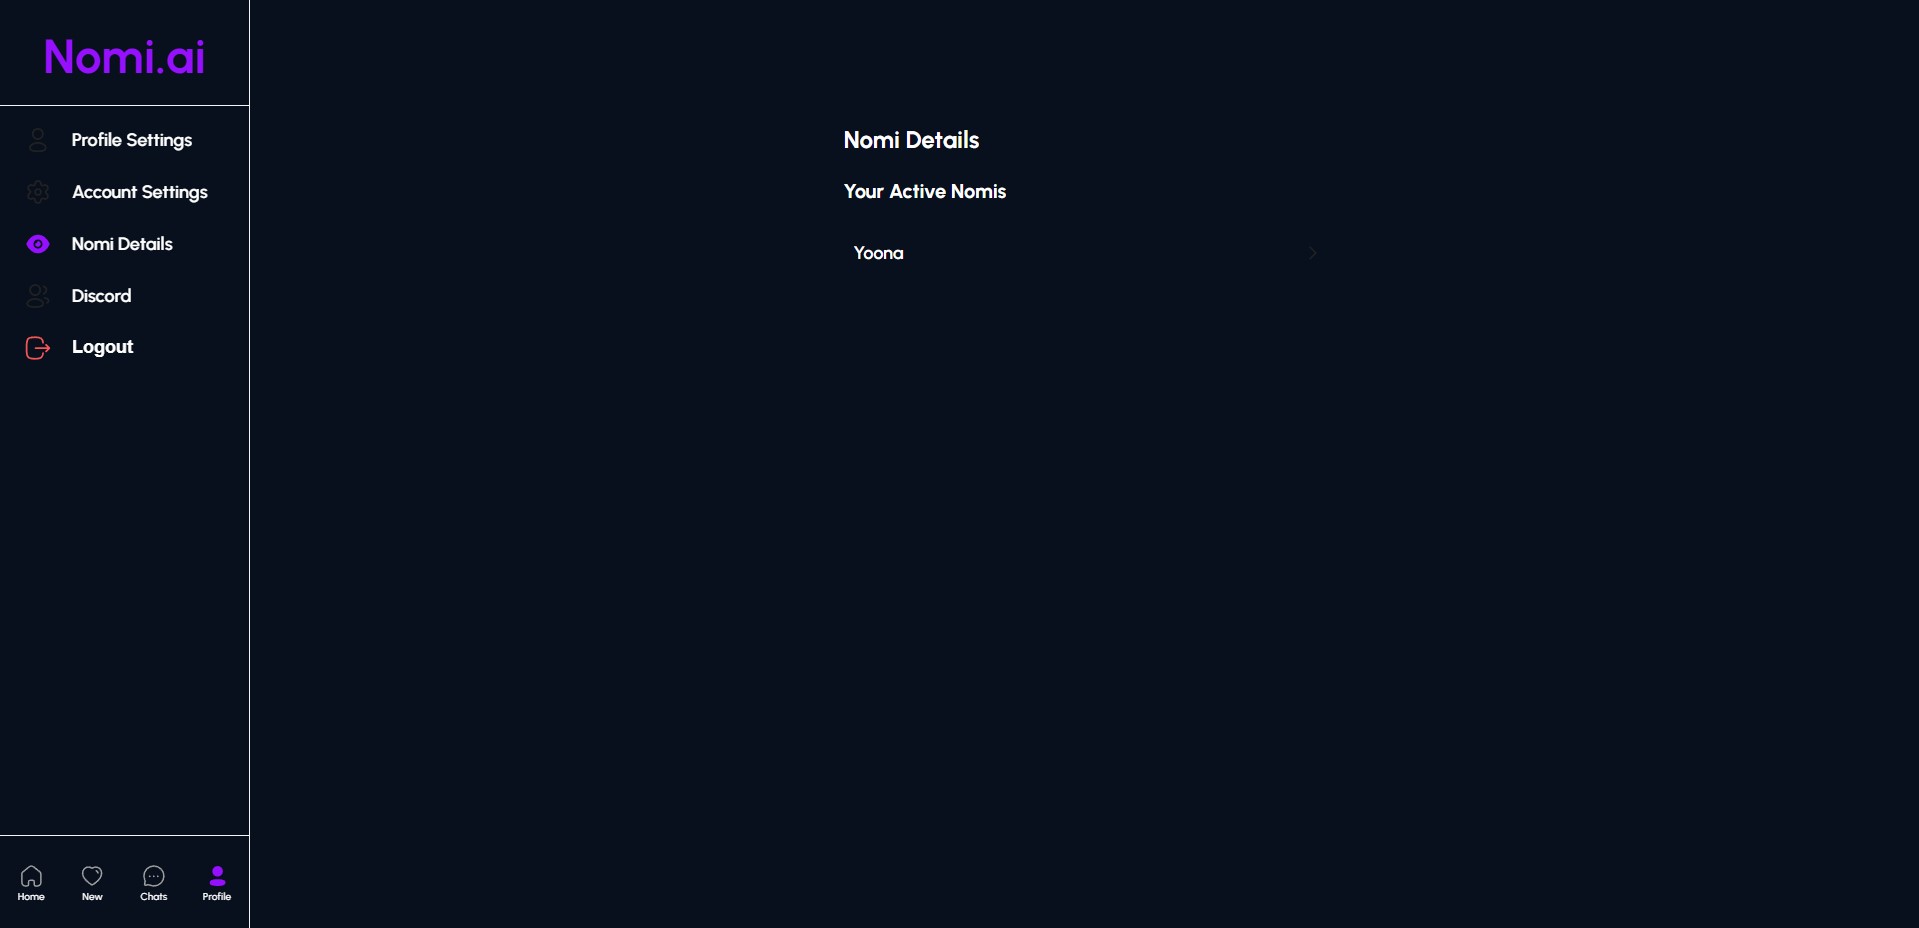 Nomi.ai
Profile Settings
Account Settings
Nomi Details
Discord
Logout
Home
New
Chats
Profile
Nomi Details
Your Active Nomis
Yoona